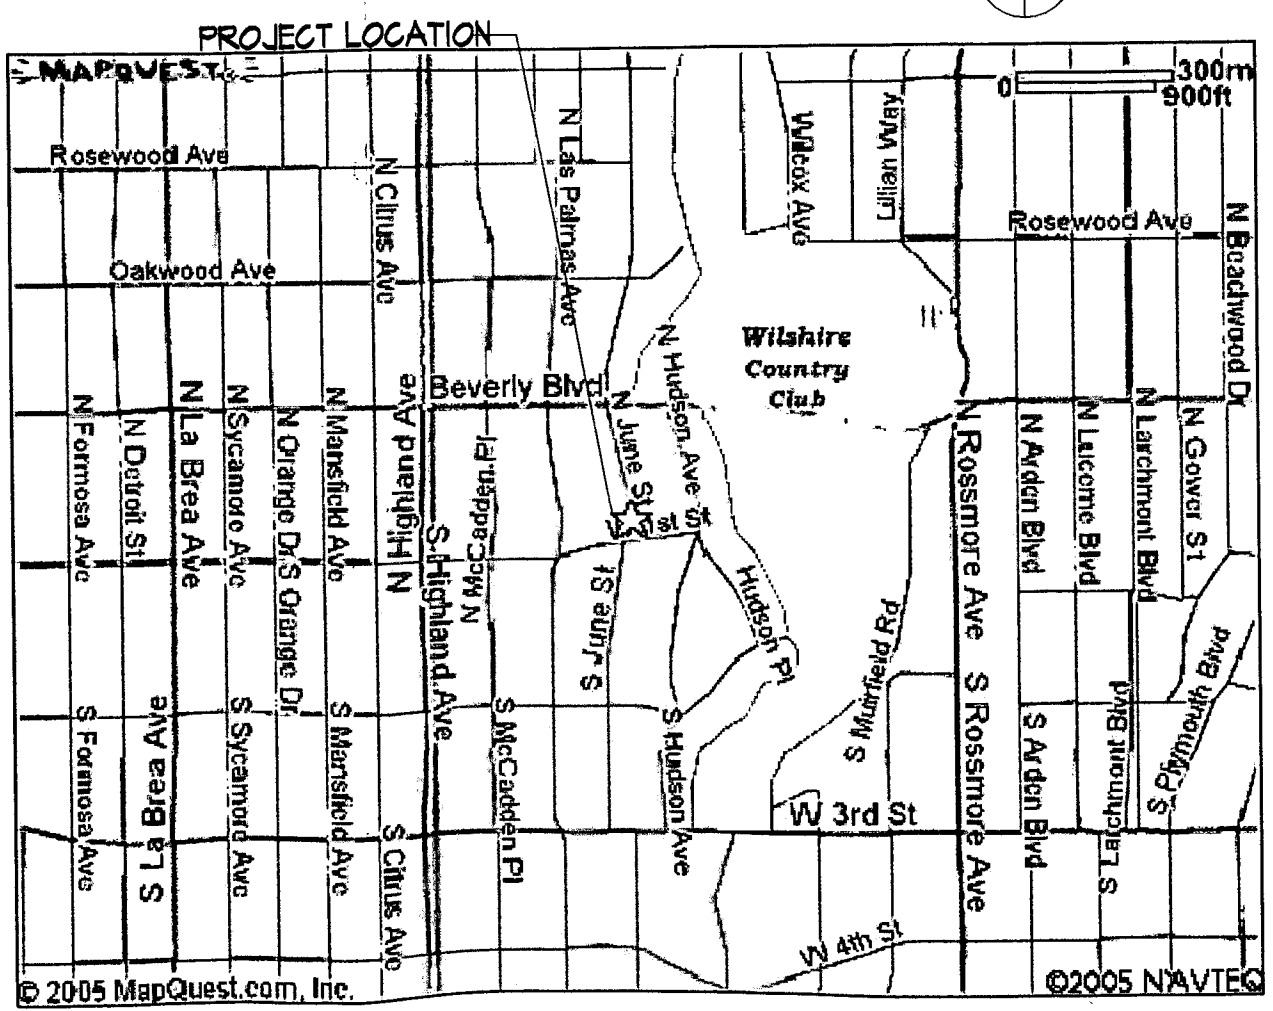 PROJECT LOCATION
MAPQUEST
0
300m
900ft
Rosewood Ave
N Citrus Ave
N Las Palmas Ave
Wilcox Ave
Lillian Way
Rosewood Ave
N Beachwood Dr
Oakwood Ave
Wilshire
Country
Club
N Hudson Ave
Beverly Blvd
N Formosa Ave
N Detroit St
N La Brea Ave
N Sycamore Ave
N Orange Dr
N Mansfield Ave
N Highland Ave
N McCadden Pl
N June St
N Rossmore Ave
N Arden Blvd
N Lucerne Blvd
N Larchmont Blvd
N Gower St
W 1st St
S Highland Ave
S Orange Dr
S June St
Hudson Pl
S Muirfield Rd
S Plymouth Blvd
S Formosa Ave
S La Brea Ave
S Sycamore Ave
S Mansfield Ave
S McCadden Pl
S Hudson Ave
S Rossmore Ave
S Arden Blvd
S Larchmont Blvd
W 3rd St
S Citrus Ave
W 4th St
© 2005 MapQuest.com, Inc.
©2005 NAVTEQ